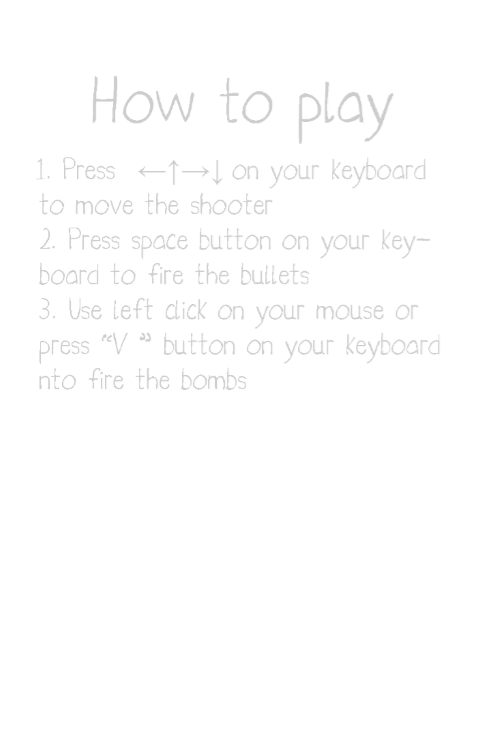 How to play
1. Press ←↑→↓ on your keyboard
to move the shooter
2. Press space button on your key-
board to fire the bullets
3. Use left click on your mouse or
press “V ” button on your keyboard
nto fire the bombs